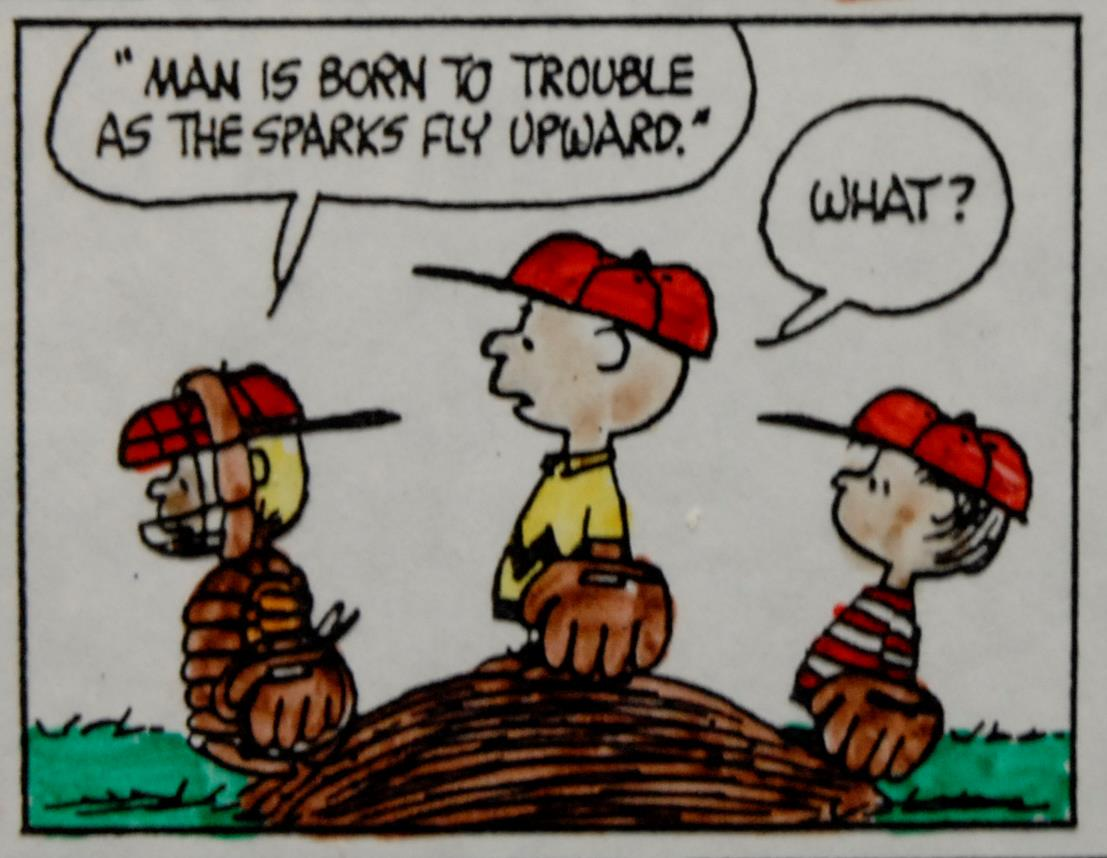 "MAN IS BORN TO TROUBLE
AS THE SPARKS FLY UPWARD."
WHAT?